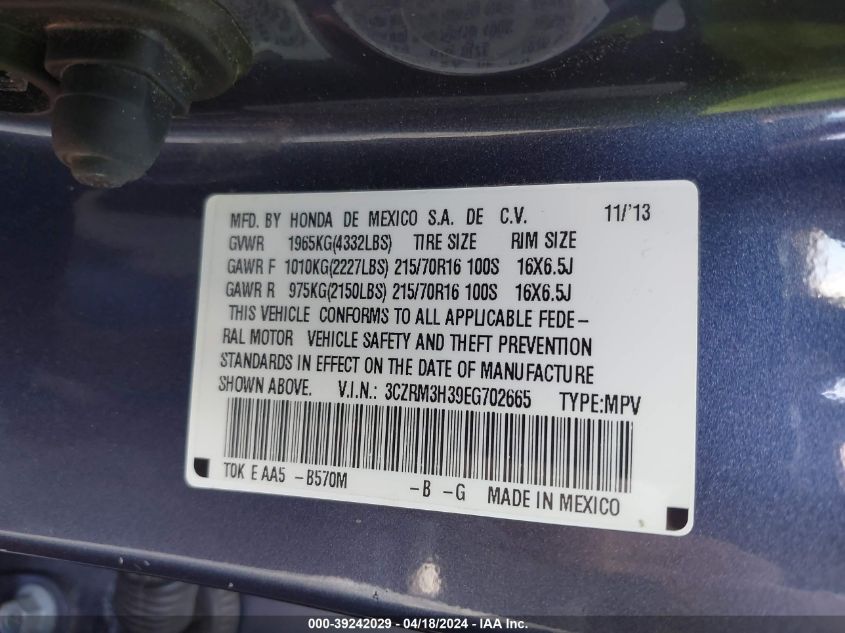 MFD. BY HONDA DE MEXICO S.A. DE C.V. 11/'13
GVWR 1965KG(4332LBS) TIRE SIZE RIM SIZE
GAWR F 1010KG(2227LBS) 215/70R16 100S 16X6.5J
GAWR R 975KG(2150LBS) 215/70R16 100S 16X6.5J
THIS VEHICLE CONFORMS TO ALL APPLICABLE FEDE-
RAL MOTOR VEHICLE SAFETY AND THEFT PREVENTION
STANDARDS IN EFFECT ON THE DATE OF MANUFACTURE
SHOWN ABOVE. V.I.N.: 3CZRM3H39EG702665 TYPE:MPV
T0K E AA5 -B570M -B -G MADE IN MEXICO
000-39242029 - 04/18/2024 - IAA Inc.